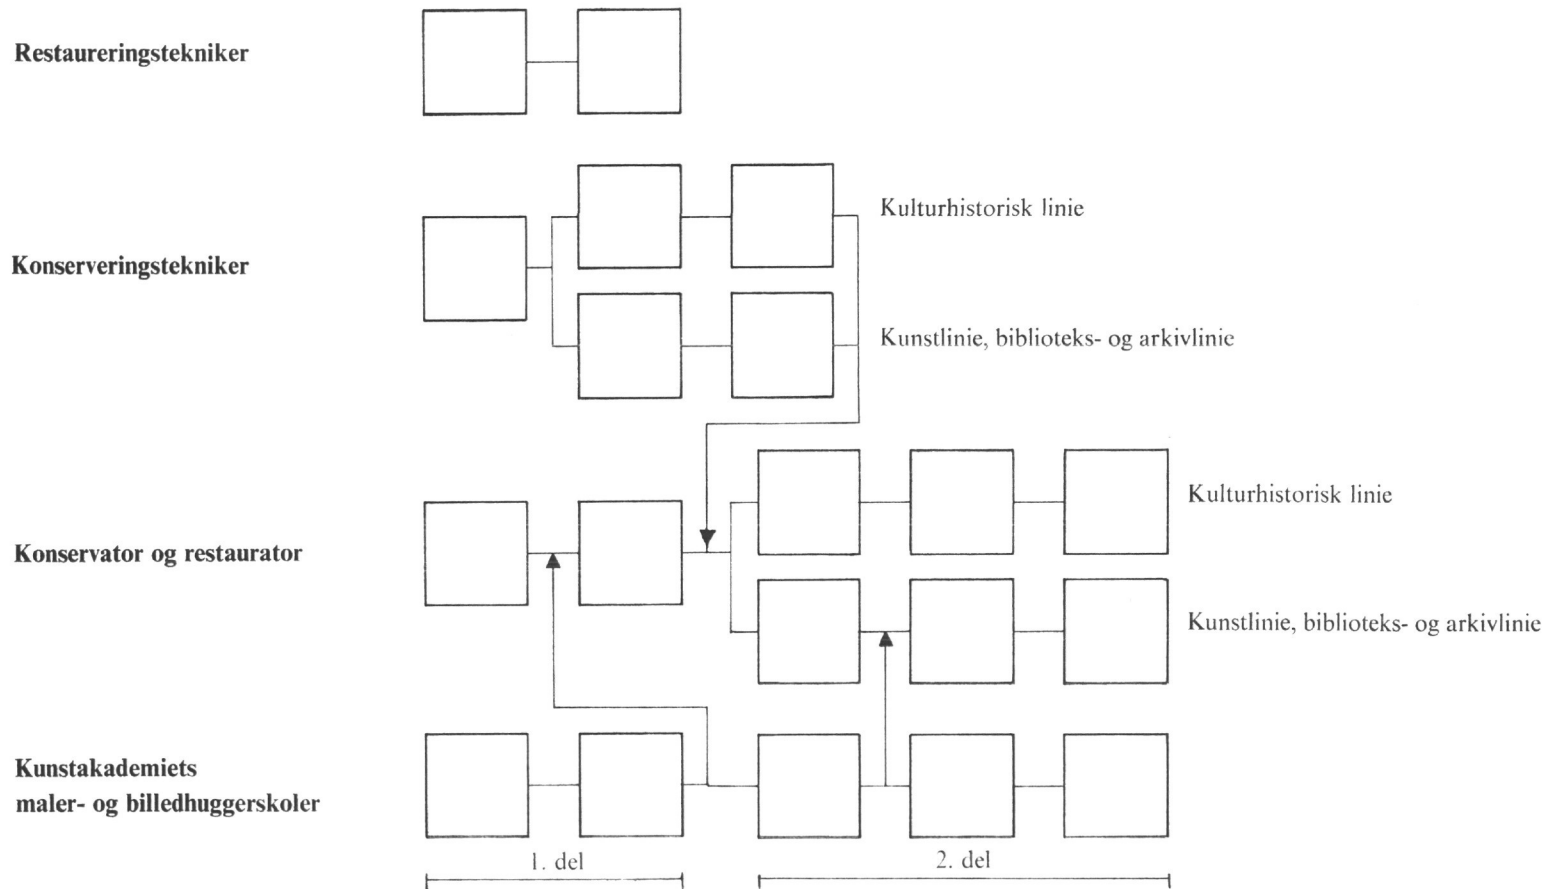 Restaureringstekniker
Kulturhistorisk linie
Konserveringstekniker
Kunstlinie, biblioteks- og arkivlinie
Kulturhistorisk linie
Konservator og restaurator
Kunstlinie, biblioteks- og arkivlinie
Kunstakademiets
maler- og billedhuggerskoler
1. del
2. del